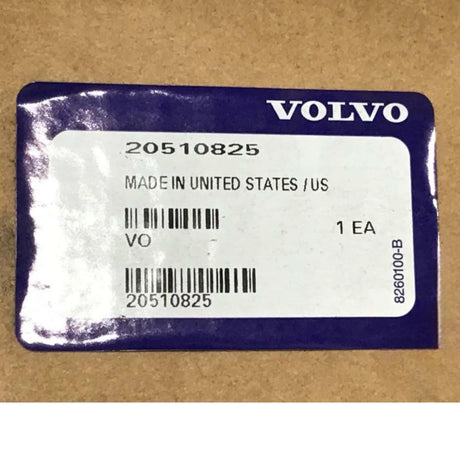 VOLVO
20510825
MADE IN UNITED STATES / US
VO
1 EA
20510825
8260100-B